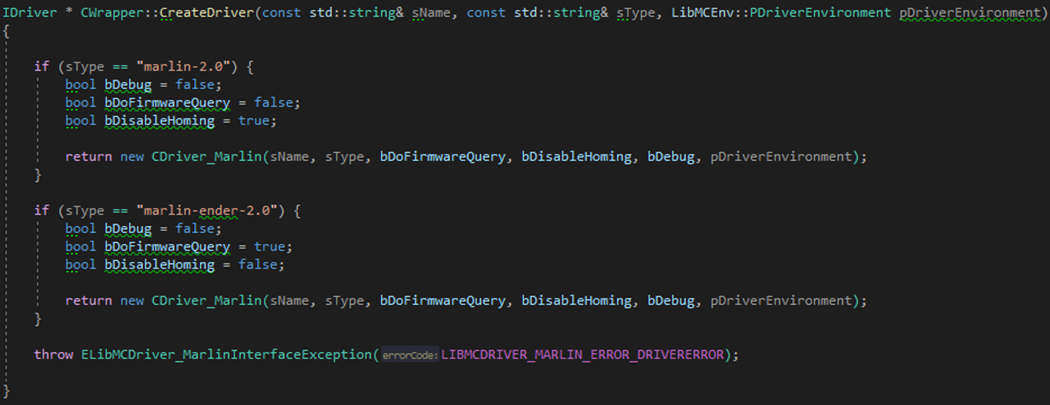 IDriver * CWrapper::CreateDriver(const std::string& sName, const std::string& sType, LibMCEnv::PDriverEnvironment pDriverEnvironment)
{
if (sType == "marlin-2.0") {
bool bDebug = false;
bool bDoFirmwareQuery = false;
bool bDisableHoming = true;
return new CDriver_Marlin(sName, sType, bDoFirmwareQuery, bDisableHoming, bDebug, pDriverEnvironment);
}
if (sType == "marlin-ender-2.0") {
bool bDebug = false;
bool bDoFirmwareQuery = true;
bool bDisableHoming = false;
return new CDriver_Marlin(sName, sType, bDoFirmwareQuery, bDisableHoming, bDebug, pDriverEnvironment);
}
throw ELibMCDriver_MarlinInterfaceException(errorCode: LIBMCDRIVER_MARLIN_ERROR_DRIVERERROR);
}